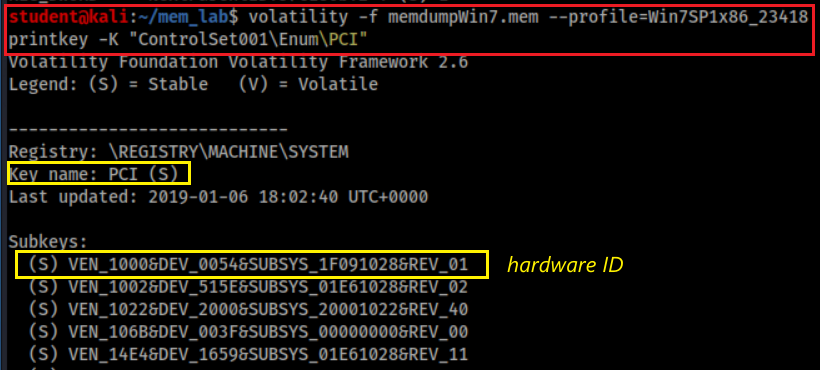 student@kali:~/mem_lab$ volatility -f memdumpWin7.mem --profile=Win7SP1x86_23418
printkey -K "ControlSet001\Enum\PCI"
Volatility Foundation Volatility Framework 2.6
Legend: (S) = Stable   (V) = Volatile
----------------------------
Registry: \REGISTRY\MACHINE\SYSTEM
Key name: PCI (S)
Last updated: 2019-01-06 18:02:40 UTC+0000
Subkeys:
(S) VEN_1000&DEV_0054&SUBSYS_1F091028&REV_01 hardware ID
(S) VEN_1002&DEV_515E&SUBSYS_01E61028&REV_02
(S) VEN_1022&DEV_2000&SUBSYS_20001022&REV_40
(S) VEN_106B&DEV_003F&SUBSYS_00000000&REV_00
(S) VEN_14E4&DEV_1659&SUBSYS_01E61028&REV_11